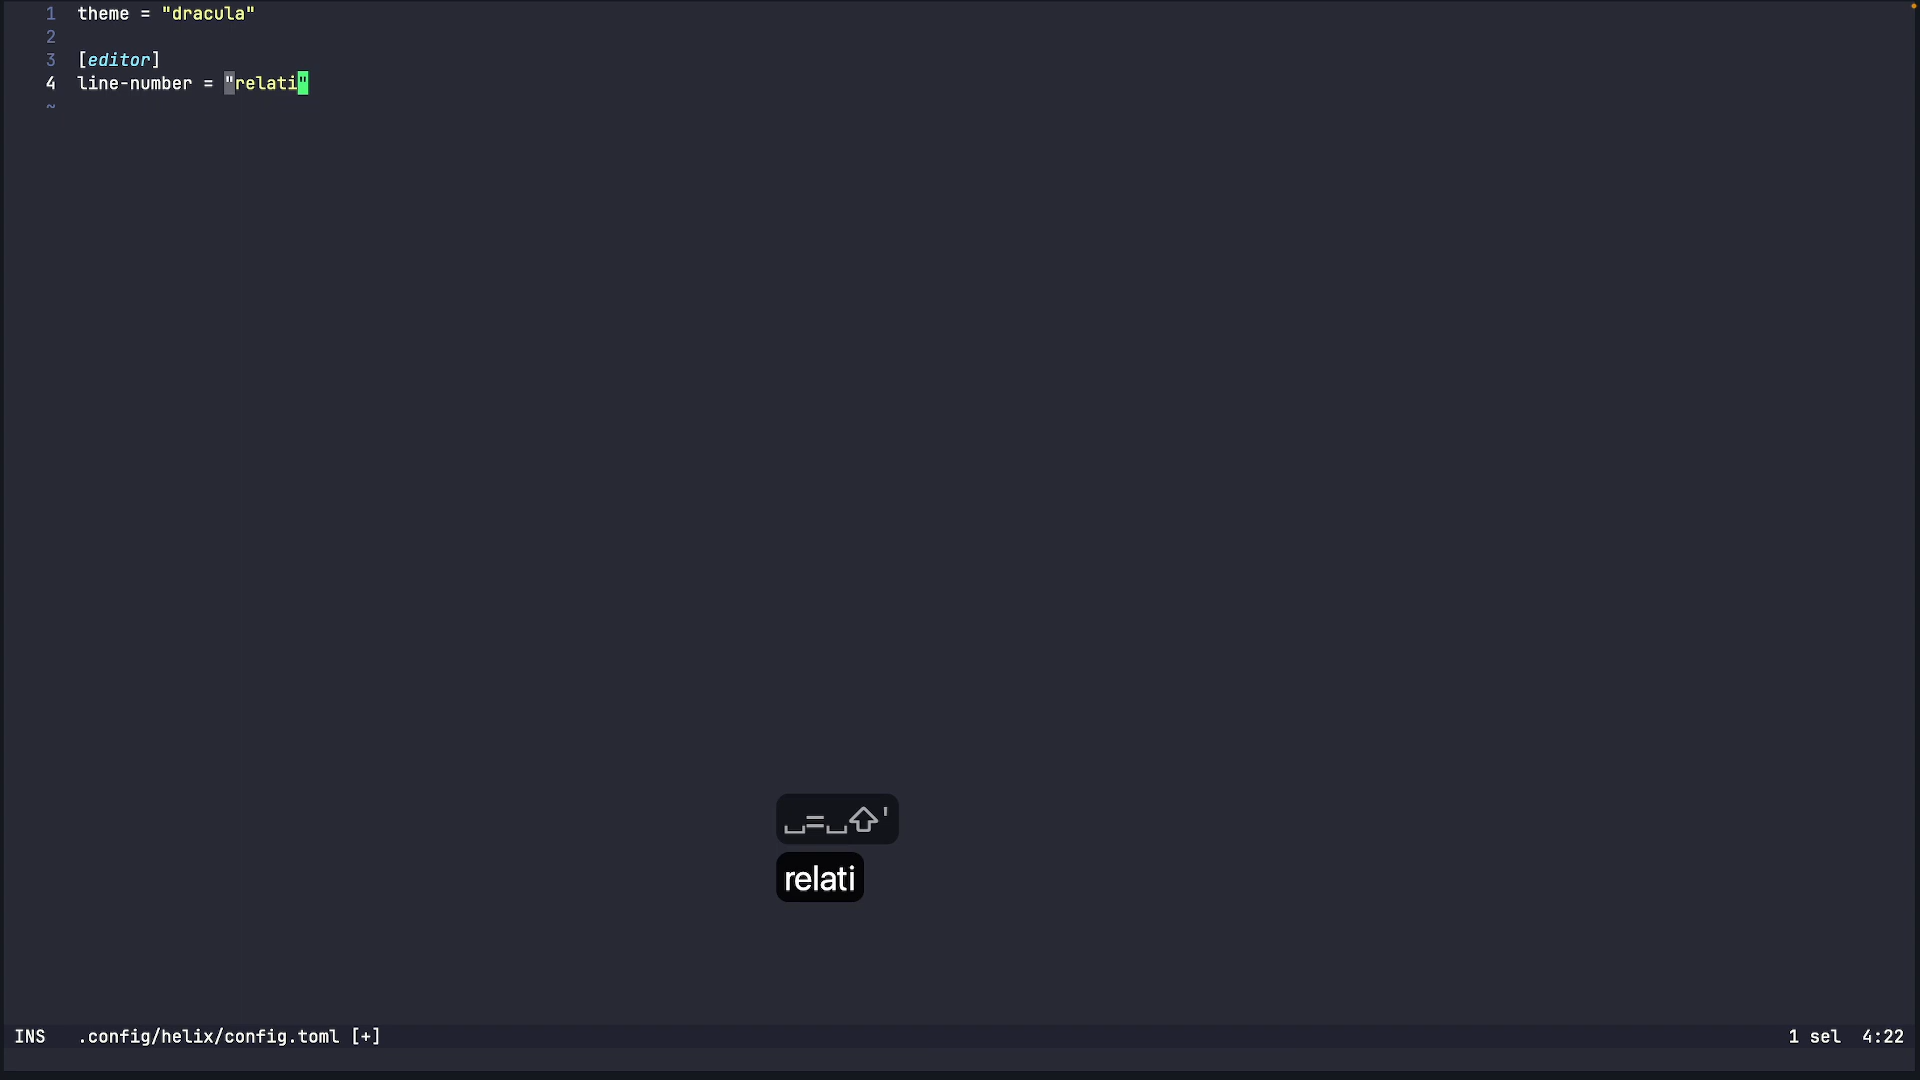 1 theme = "dracula"
2
3 [editor]
4 line-number = "relati"
~
␣=␣⇧'
relati
INS .config/helix/config.toml [+] 1 sel 4:22